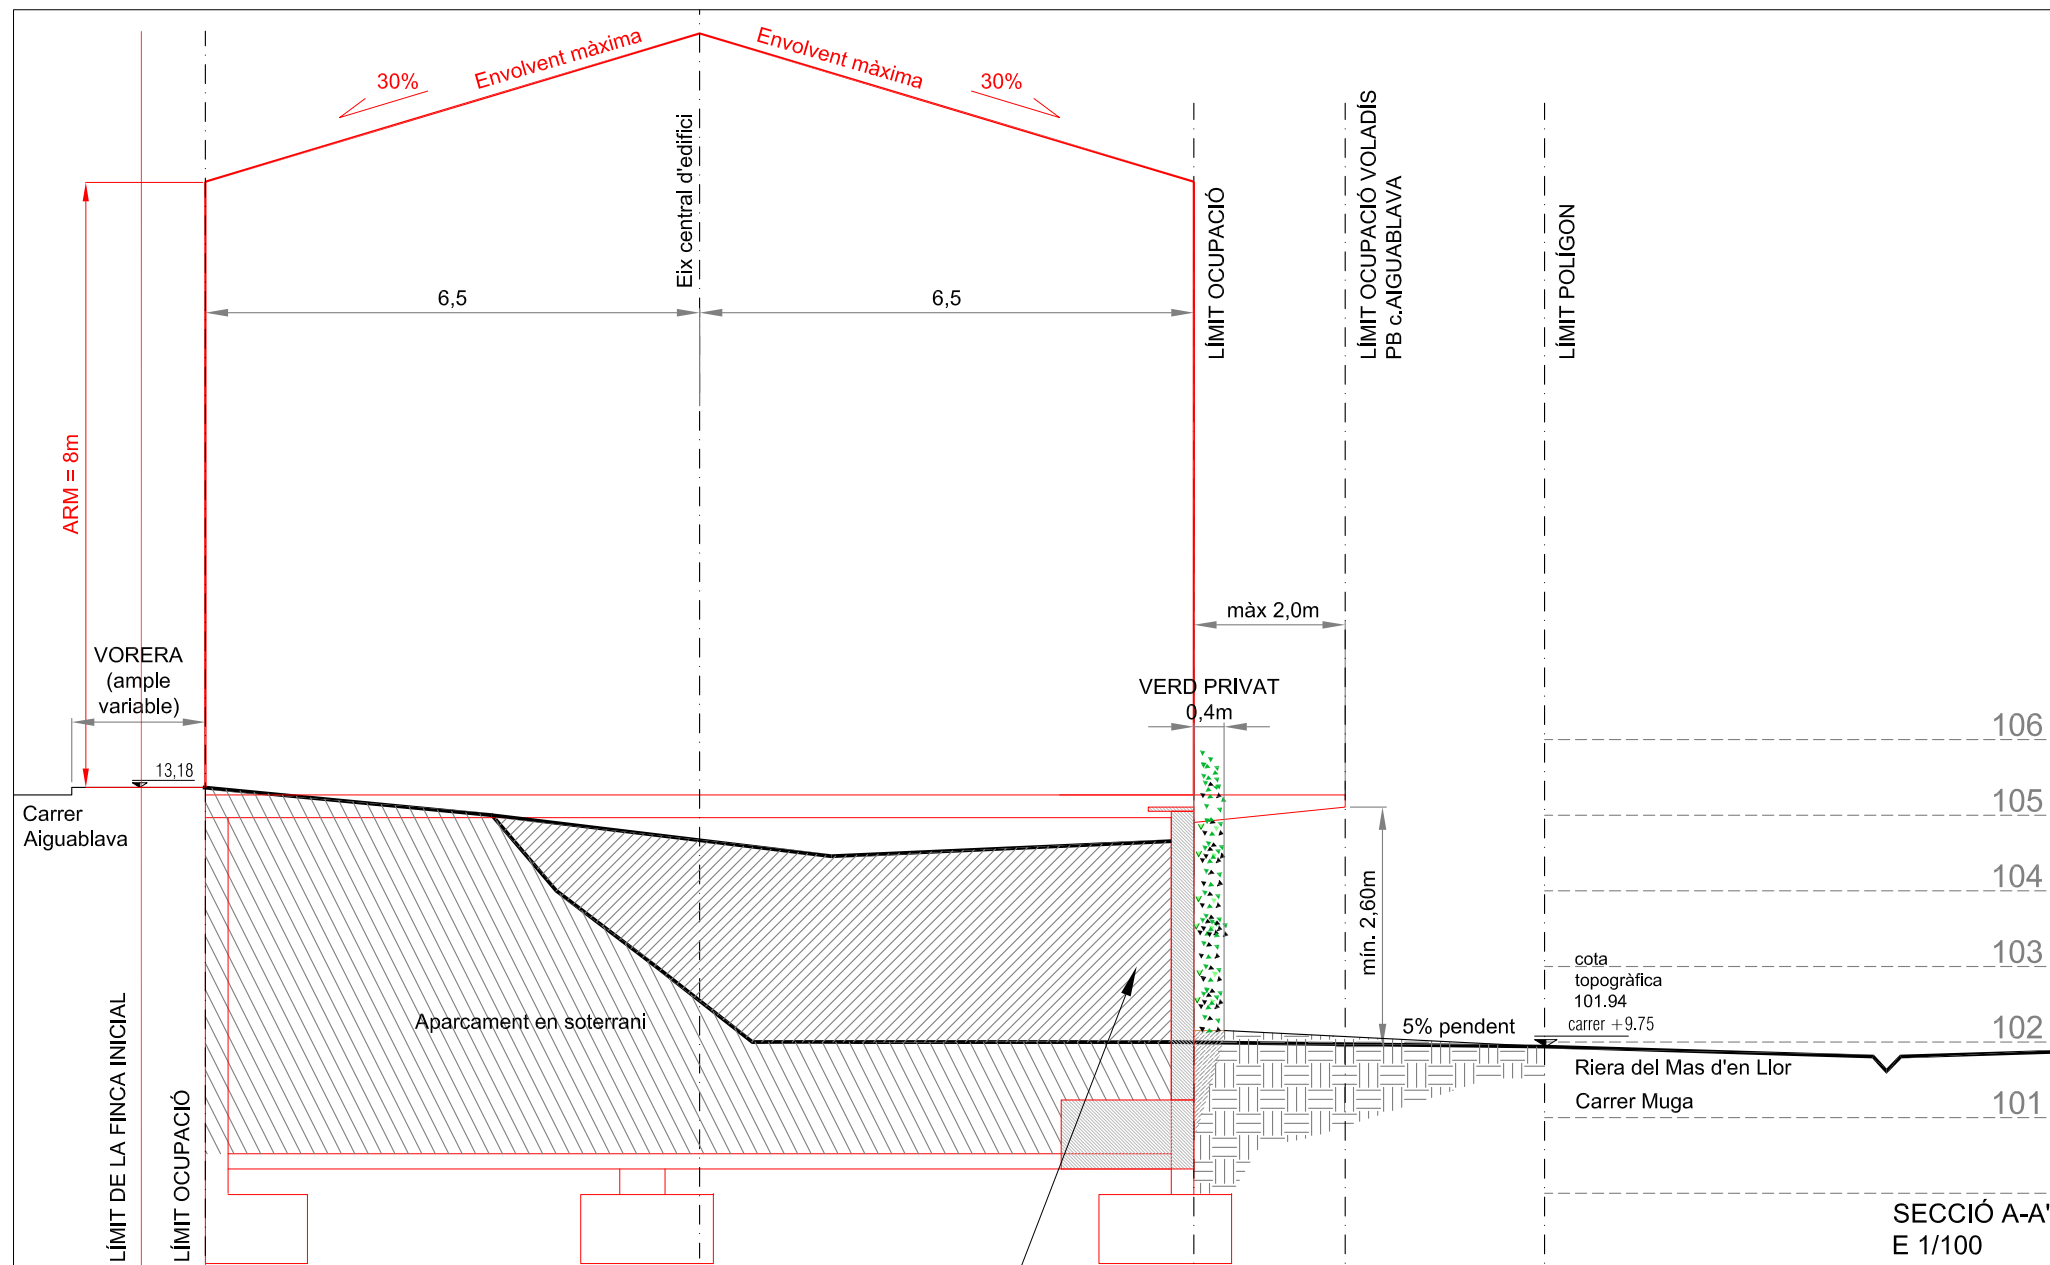 Envolvent màxima
Envolvent màxima
30%
30%
Eix central d'edifici
LÍMIT OCUPACIÓ
LÍMIT OCUPACIÓ VOLADÍS
PB c.AIGUABLAVA
LÍMIT POLÍGON
6,5
6,5
ARM = 8m
màx 2,0m
VORERA
(ample
variable)
VERD PRIVAT
0,4m
13,18
Carrer
Aiguablava
106
105
104
103
102
101
mín. 2,60m
cota
topogràfica
101.94
carrer +9.75
5% pendent
Aparcament en soterrani
Riera del Mas d'en Llor
Carrer Muga
LÍMIT DE LA FINCA INICIAL
LÍMIT OCUPACIÓ
SECCIÓ A-A'
E 1/100